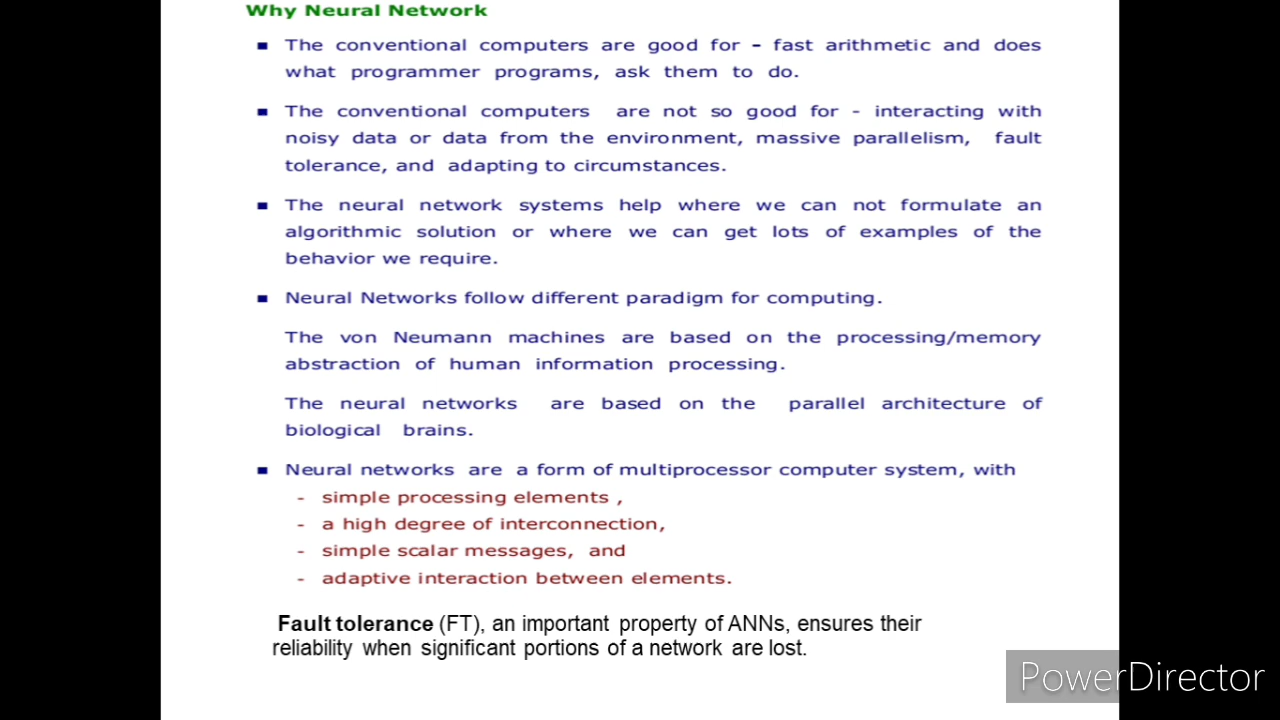 Why Neural Network
▪ The conventional computers are good for - fast arithmetic and does
what programmer programs, ask them to do.
▪ The conventional computers are not so good for - interacting with
noisy data or data from the environment, massive parallelism, fault
tolerance, and adapting to circumstances.
▪ The neural network systems help where we can not formulate an
algorithmic solution or where we can get lots of examples of the
behavior we require.
▪ Neural Networks follow different paradigm for computing.
The von Neumann machines are based on the processing/memory
abstraction of human information processing.
The neural networks are based on the parallel architecture of
biological brains.
▪ Neural networks are a form of multiprocessor computer system, with
- simple processing elements ,
- a high degree of interconnection,
- simple scalar messages, and
- adaptive interaction between elements.
Fault tolerance (FT), an important property of ANNs, ensures their
reliability when significant portions of a network are lost.
PowerDirector